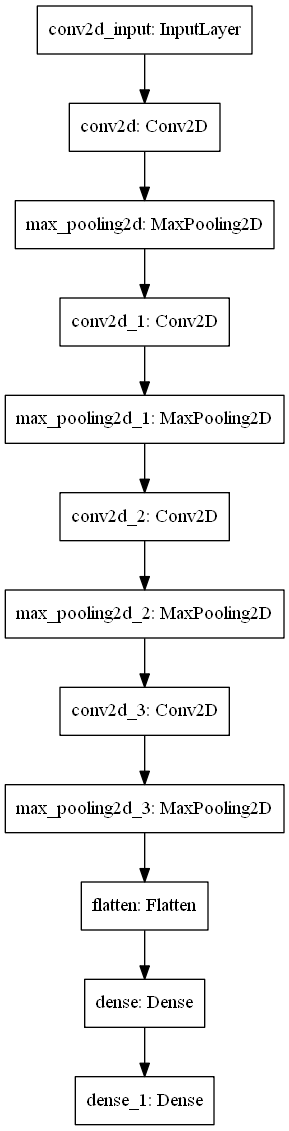 conv2d_input: InputLayer
conv2d: Conv2D
max_pooling2d: MaxPooling2D
conv2d_1: Conv2D
max_pooling2d_1: MaxPooling2D
conv2d_2: Conv2D
max_pooling2d_2: MaxPooling2D
conv2d_3: Conv2D
max_pooling2d_3: MaxPooling2D
flatten: Flatten
dense: Dense
dense_1: Dense